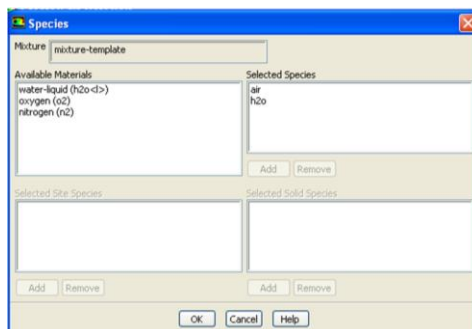 Species
Mixture mixture-template
Available Materials
water-liquid (h2o<l>)
oxygen (o2)
nitrogen (n2)
Selected Species
air
h2o
Add Remove
Selected Site Species
Add Remove
Selected Solid Species
Add Remove
OK Cancel Help